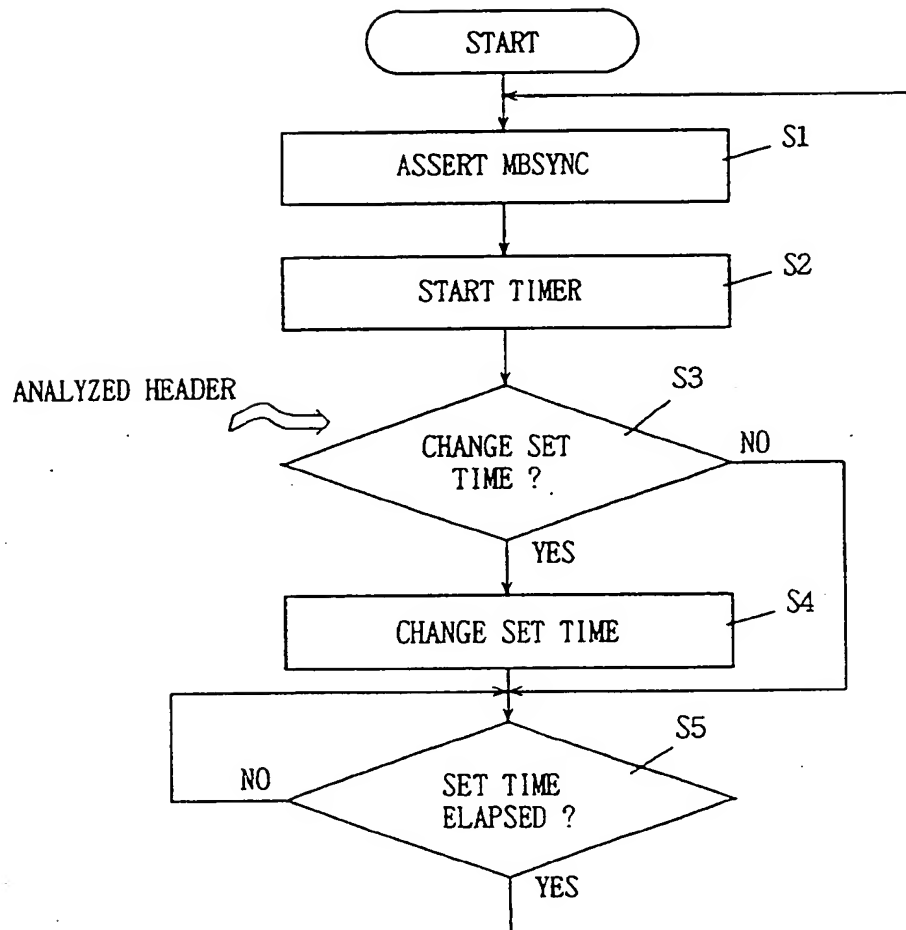 START
S1
ASSERT MBSYNC
S2
START TIMER
ANALYZED HEADER
S3
CHANGE SET
TIME ?
NO
YES
S4
CHANGE SET TIME
S5
NO
SET TIME
ELAPSED ?
YES